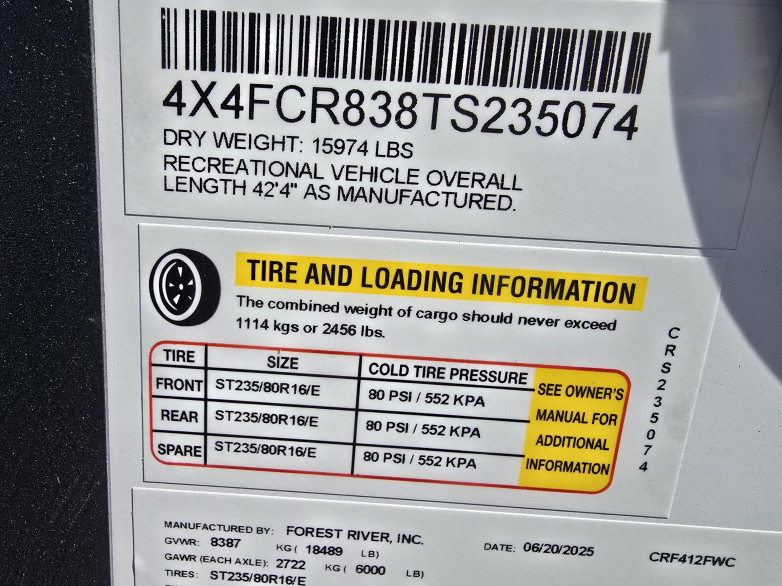 4X4FCR838TS235074
DRY WEIGHT: 15974 LBS
RECREATIONAL VEHICLE OVERALL
LENGTH 42'4" AS MANUFACTURED.
TIRE AND LOADING INFORMATION
The combined weight of cargo should never exceed
1114 kgs or 2456 lbs.
TIRE SIZE COLD TIRE PRESSURE
FRONT ST235/80R16/E 80 PSI / 552 KPA
REAR ST235/80R16/E 80 PSI / 552 KPA
SPARE ST235/80R16/E 80 PSI / 552 KPA
SEE OWNER'S
MANUAL FOR
ADDITIONAL
INFORMATION
CRS235074
MANUFACTURED BY: FOREST RIVER, INC.
GVWR: 8387 KG ( 18489 LB) DATE: 06/20/2025 CRF412FWC
GAWR (EACH AXLE): 2722 KG ( 6000 LB)
TIRES: ST235/80R16/E